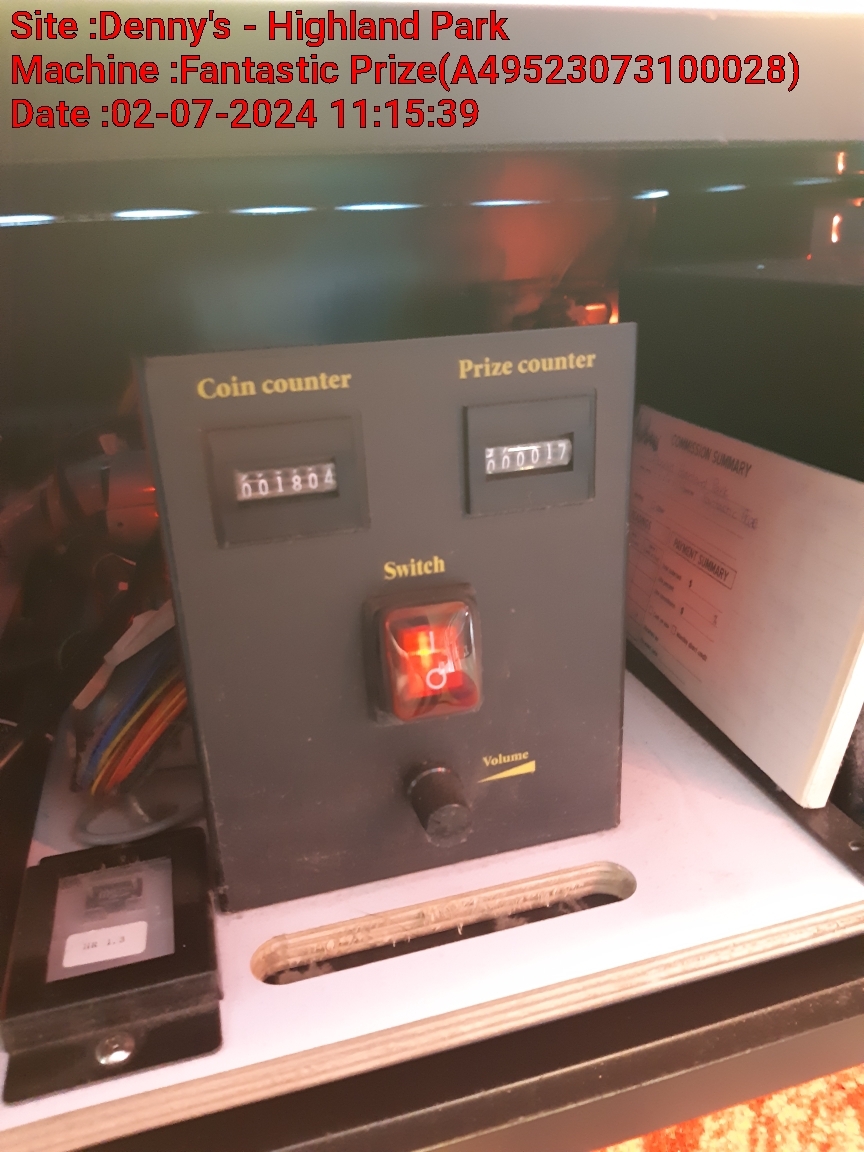 Site :Denny's - Highland Park
Machine :Fantastic Prize(A49523073100028)
Date :02-07-2024 11:15:39
Coin counter
Prize counter
001804
000017
COMMISSION SUMMARY
PAYMENT SUMMARY
$
$
Switch
Volume